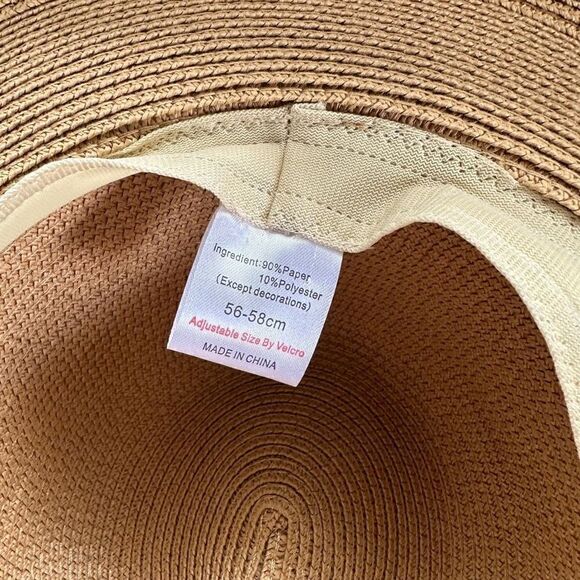 Ingredient:90%Paper
10%Polyester
(Except decorations)
56-58cm
Adjustable Size By Velcro
MADE IN CHINA